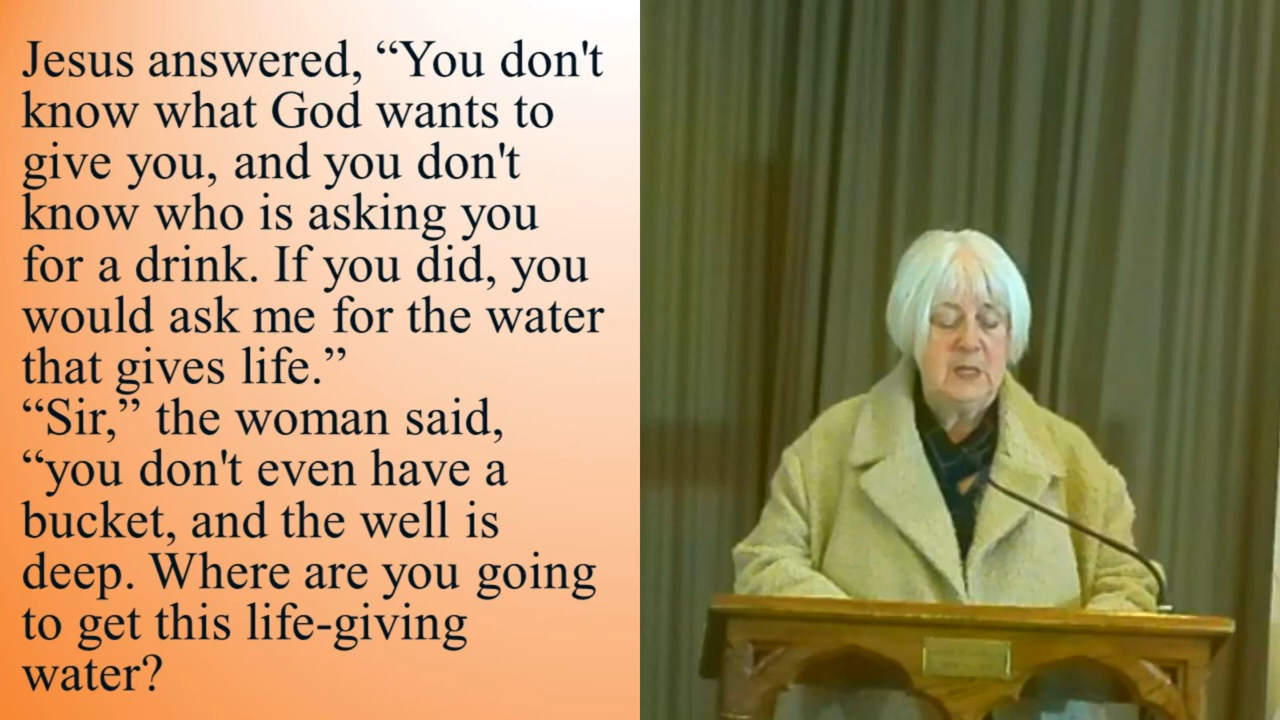 Jesus answered, “You don't
know what God wants to
give you, and you don't
know who is asking you
for a drink. If you did, you
would ask me for the water
that gives life.”
“Sir,” the woman said,
“you don't even have a
bucket, and the well is
deep. Where are you going
to get this life-giving
water?